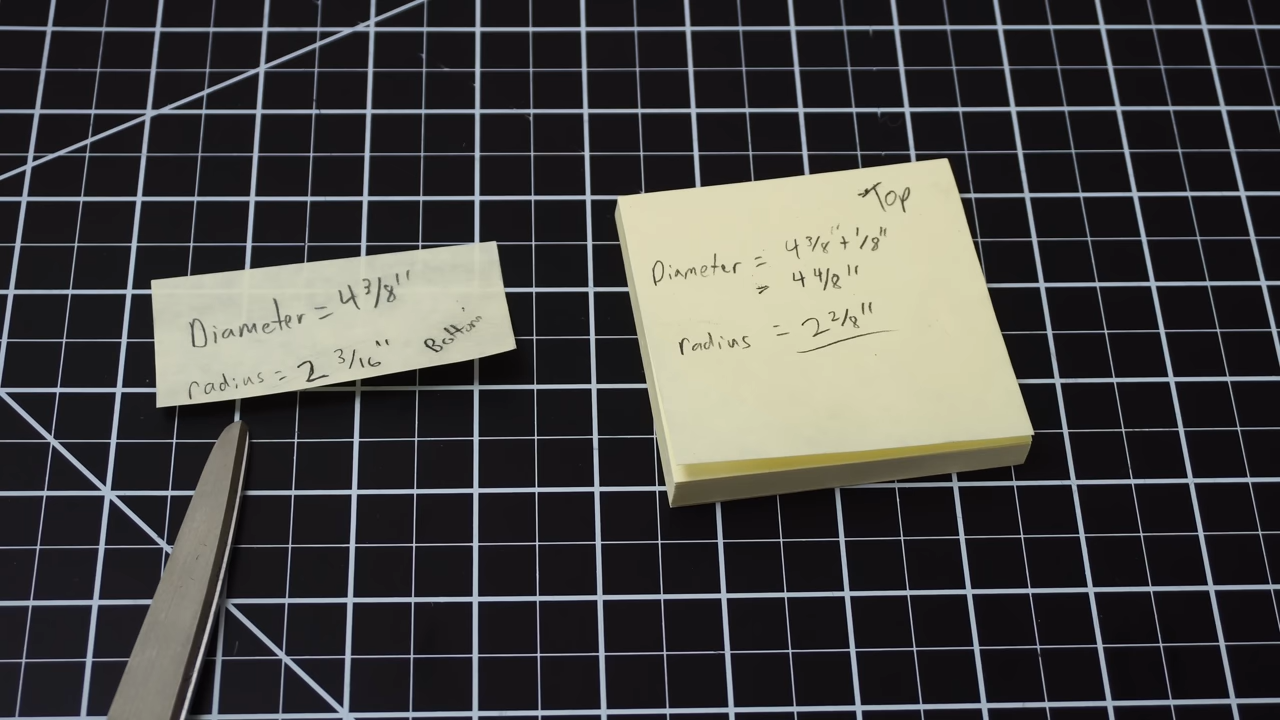 Diameter = 4 3/8"
radius = 2 3/16"
Bottom
Top
Diameter = 4 3/8" + 1/8"
= 4 4/8"
radius = 2 2/8"